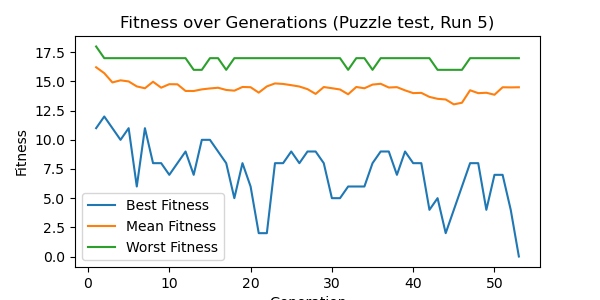 Fitness over Generations (Puzzle test, Run 5)
17.5
15.0
12.5
10.0
7.5
5.0
2.5
0.0
Fitness
Best Fitness
Mean Fitness
Worst Fitness
0 10 20 30 40 50
Generation